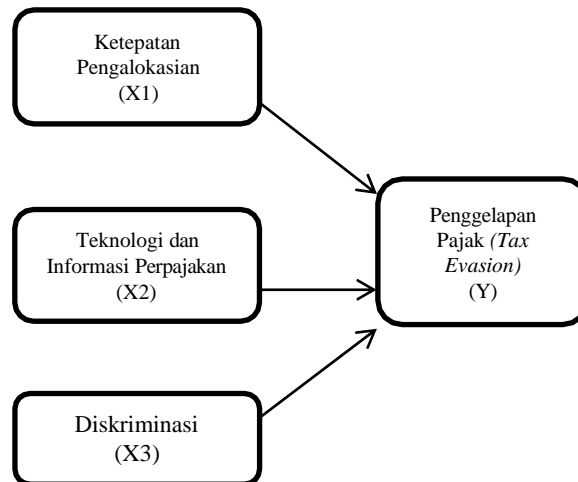 Ketepatan
Pengalokasian
(X1)
Teknologi dan
Informasi Perpajakan
(X2)
Diskriminasi
(X3)
Penggelapan
Pajak (Tax
Evasion)
(Y)